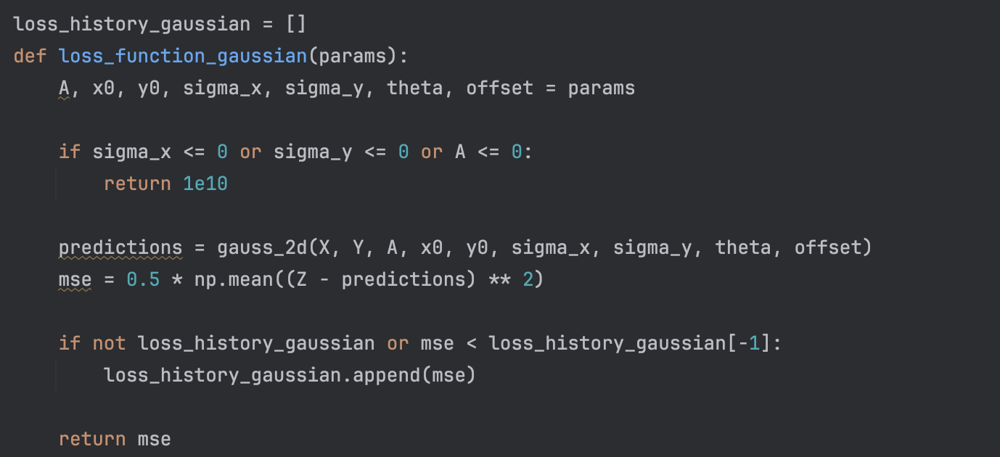 loss_history_gaussian = []
def loss_function_gaussian(params):
    A, x0, y0, sigma_x, sigma_y, theta, offset = params
    if sigma_x <= 0 or sigma_y <= 0 or A <= 0:
        return 1e10
    predictions = gauss_2d(X, Y, A, x0, y0, sigma_x, sigma_y, theta, offset)
    mse = 0.5 * np.mean((Z - predictions) ** 2)
    if not loss_history_gaussian or mse < loss_history_gaussian[-1]:
        loss_history_gaussian.append(mse)
    return mse